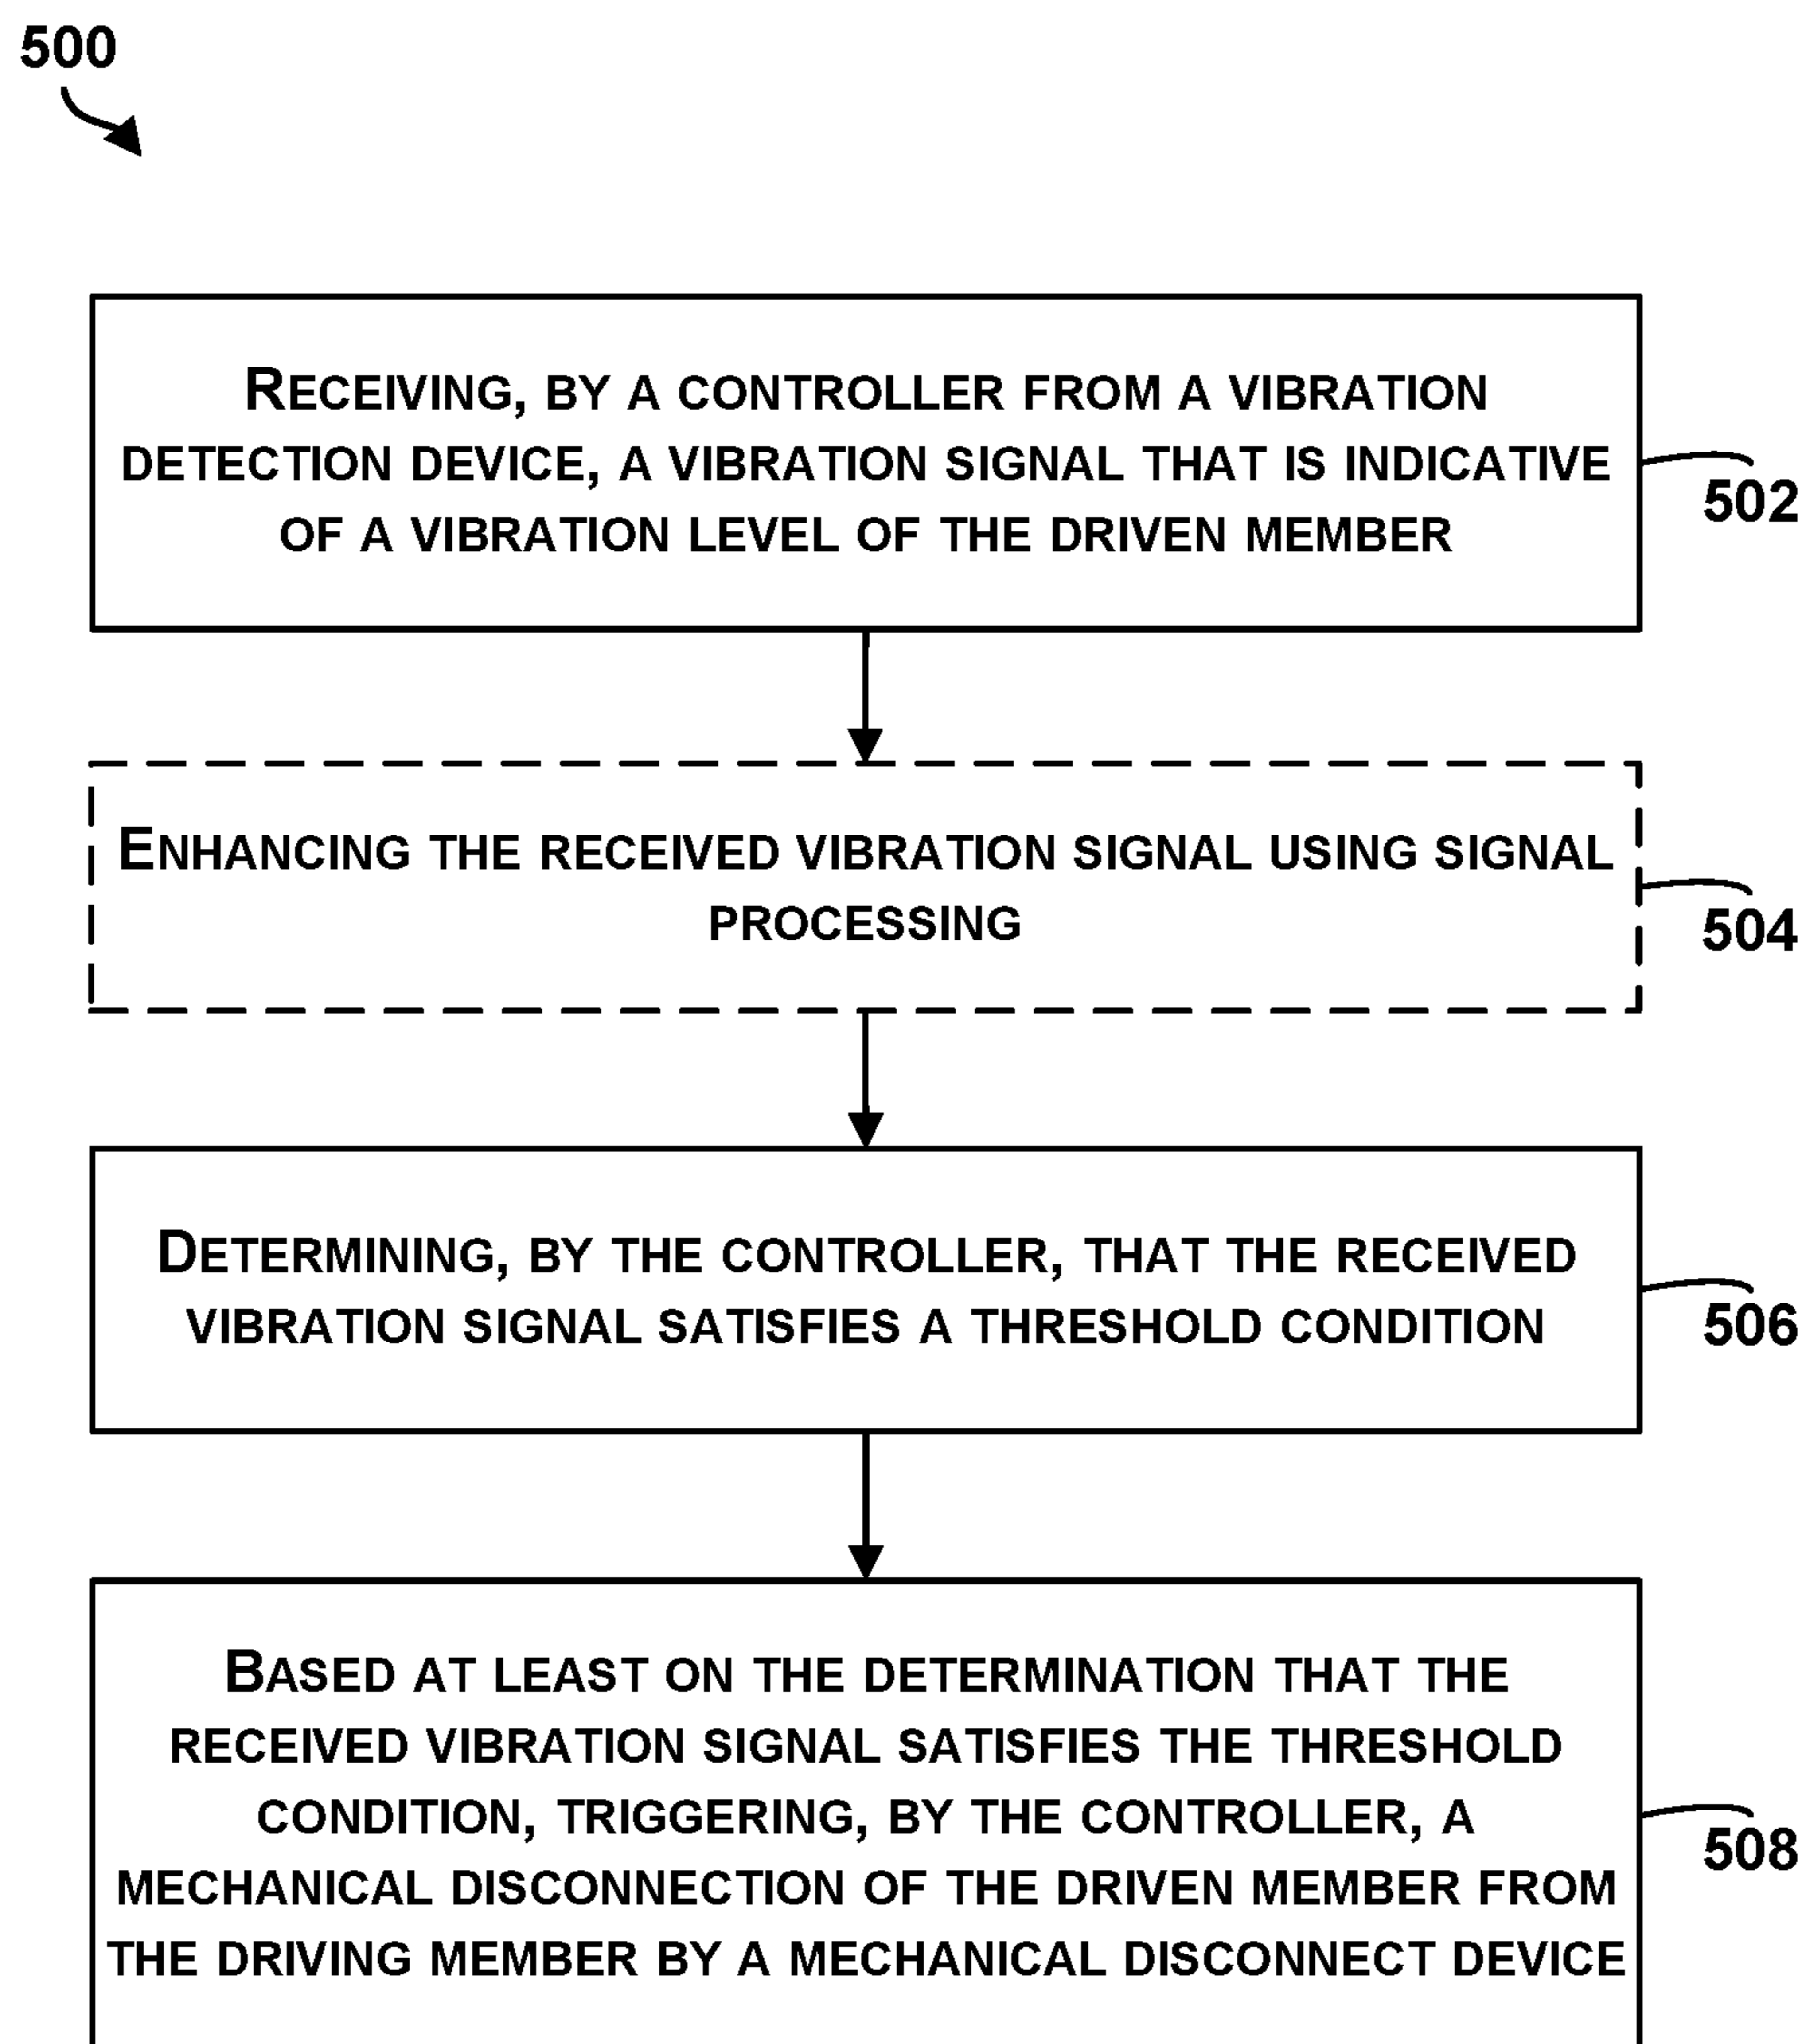 500
RECEIVING, BY A CONTROLLER FROM A VIBRATION
DETECTION DEVICE, A VIBRATION SIGNAL THAT IS INDICATIVE
OF A VIBRATION LEVEL OF THE DRIVEN MEMBER
502
ENHANCING THE RECEIVED VIBRATION SIGNAL USING SIGNAL
PROCESSING
504
DETERMINING, BY THE CONTROLLER, THAT THE RECEIVED
VIBRATION SIGNAL SATISFIES A THRESHOLD CONDITION
506
BASED AT LEAST ON THE DETERMINATION THAT THE
RECEIVED VIBRATION SIGNAL SATISFIES THE THRESHOLD
CONDITION, TRIGGERING, BY THE CONTROLLER, A
MECHANICAL DISCONNECTION OF THE DRIVEN MEMBER FROM
THE DRIVING MEMBER BY A MECHANICAL DISCONNECT DEVICE
508